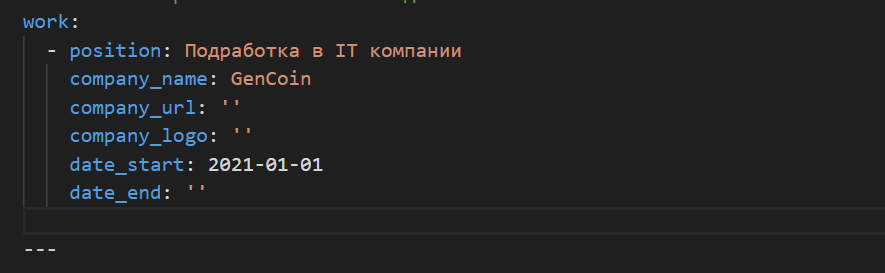 work:
- position: Подработка в IT компании
company_name: GenCoin
company_url: ''
company_logo: ''
date_start: 2021-01-01
date_end: ''
---